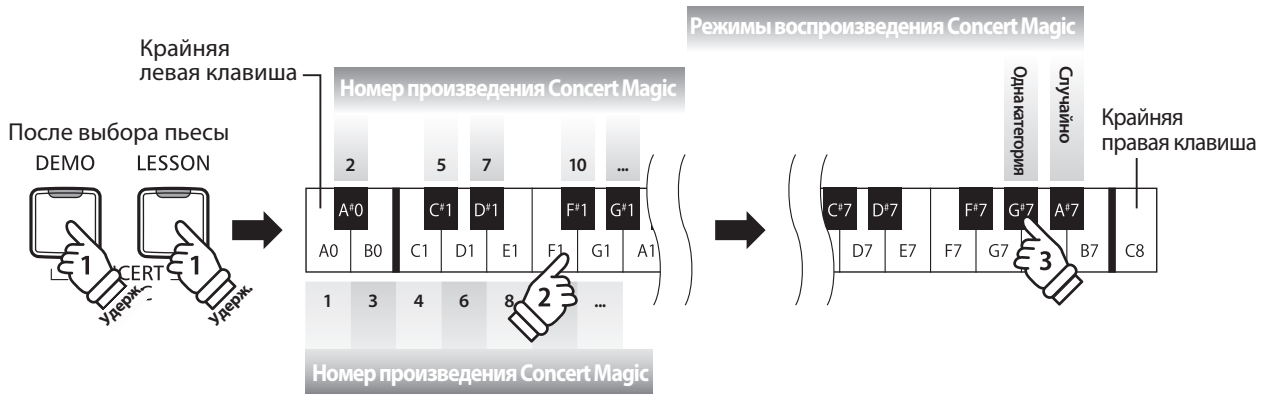 Режимы воспроизведения Concert Magic
Крайняя
левая клавиша
Номер произведения Concert Magic
Одна категория
Случайно
Крайняя
правая клавиша
После выбора пьесы
DEMO LESSON
2 5 7 10 ...
A#0 C#1 D#1 F#1 G#1
C#7 D#7 F#7 G#7 A#7
A0 B0 C1 D1 E1 F1 G1 A1
D7 E7 F7 G7 B7 C8
1 1 2 3
CERT
Удерж. Удерж.
1 3 4 6 8 ...
Номер произведения Concert Magic